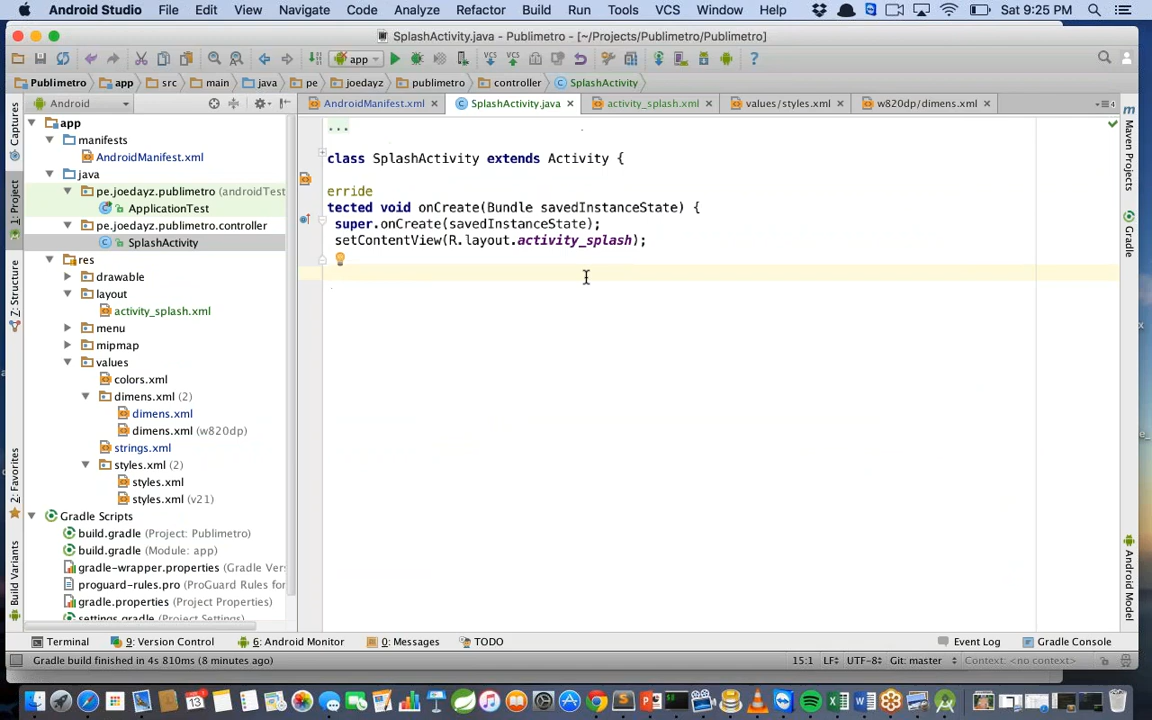 Android Studio File Edit View Navigate Code Analyze Refactor Build Run Tools VCS Window Help Sat 9:25 PM
SplashActivity.java - Publimetro - [~/Projects/Publimetro/Publimetro]
app VCS VCS ?
Publimetro app src main java pe joedayz publimetro controller SplashActivity
Android AndroidManifest.xml SplashActivity.java activity_splash.xml values/styles.xml w820dp/dimens.xml
app
manifests
AndroidManifest.xml
java
pe.joedayz.publimetro (androidTest
ApplicationTest
pe.joedayz.publimetro.controller
SplashActivity
res
drawable
layout
activity_splash.xml
menu
mipmap
values
colors.xml
dimens.xml (2)
dimens.xml
dimens.xml (w820dp)
strings.xml
styles.xml (2)
styles.xml
styles.xml (v21)
Gradle Scripts
build.gradle (Project: Publimetro)
build.gradle (Module: app)
gradle-wrapper.properties (Gradle Ver
proguard-rules.pro (ProGuard Rules for
gradle.properties (Project Properties)
settings.gradle (Project Settings)
...
class SplashActivity extends Activity {
erride
tected void onCreate(Bundle savedInstanceState) {
super.onCreate(savedInstanceState);
setContentView(R.layout.activity_splash);
Captures
1: Project
7: Structure
2: Favorites
Build Variants
Maven Projects
Gradle
Android Model
Terminal 9: Version Control 6: Android Monitor 0: Messages TODO Event Log Gradle Console
Gradle build finished in 4s 810ms (8 minutes ago) 15:1 LF UTF-8 Git: master Context: <no context>
13